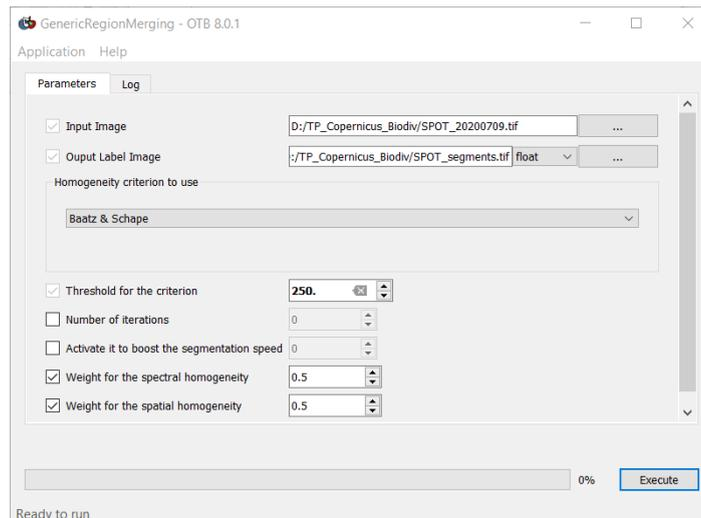 GenericRegionMerging - OTB 8.0.1
Application Help
Parameters Log
Input Image D:/TP_Copernicus_Biodiv/SPOT_20200709.tif ...
Ouput Label Image :/TP_Copernicus_Biodiv/SPOT_segments.tif float ...
Homogeneity criterion to use
Baatz & Schape
Threshold for the criterion 250.
Number of iterations 0
Activate it to boost the segmentation speed 0
Weight for the spectral homogeneity 0.5
Weight for the spatial homogeneity 0.5
0% Execute
Ready to run